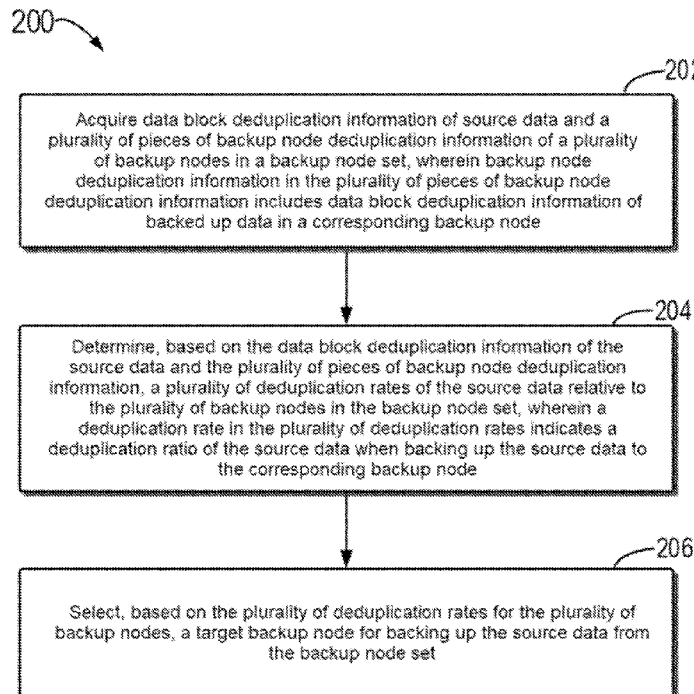 200
202
Acquire data block deduplication information of source data and a
plurality of pieces of backup node deduplication information of a plurality
of backup nodes in a backup node set, wherein backup node
deduplication information in the plurality of pieces of backup node
deduplication information includes data block deduplication information of
backed up data in a corresponding backup node
204
Determine, based on the data block deduplication information of the
source data and the plurality of pieces of backup node deduplication
information, a plurality of deduplication rates of the source data relative to
the plurality of backup nodes in the backup node set, wherein a
deduplication rate in the plurality of deduplication rates indicates a
deduplication ratio of the source data when backing up the source data to
the corresponding backup node
206
Select, based on the plurality of deduplication rates for the plurality of
backup nodes, a target backup node for backing up the source data from
the backup node set